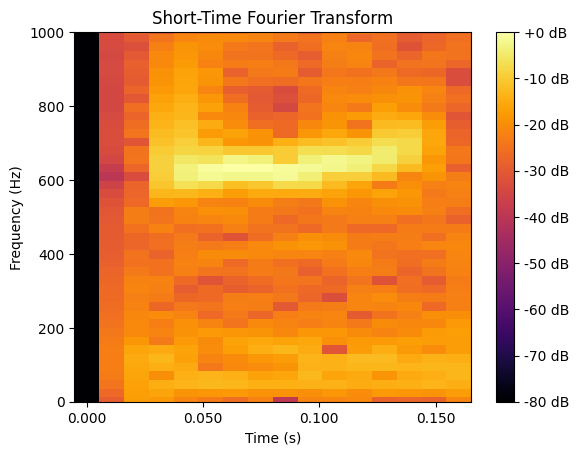 Short-Time Fourier Transform
1000
800
600
400
200
0
Frequency (Hz)
0.000
0.050
0.100
0.150
Time (s)
+0 dB
-10 dB
-20 dB
-30 dB
-40 dB
-50 dB
-60 dB
-70 dB
-80 dB